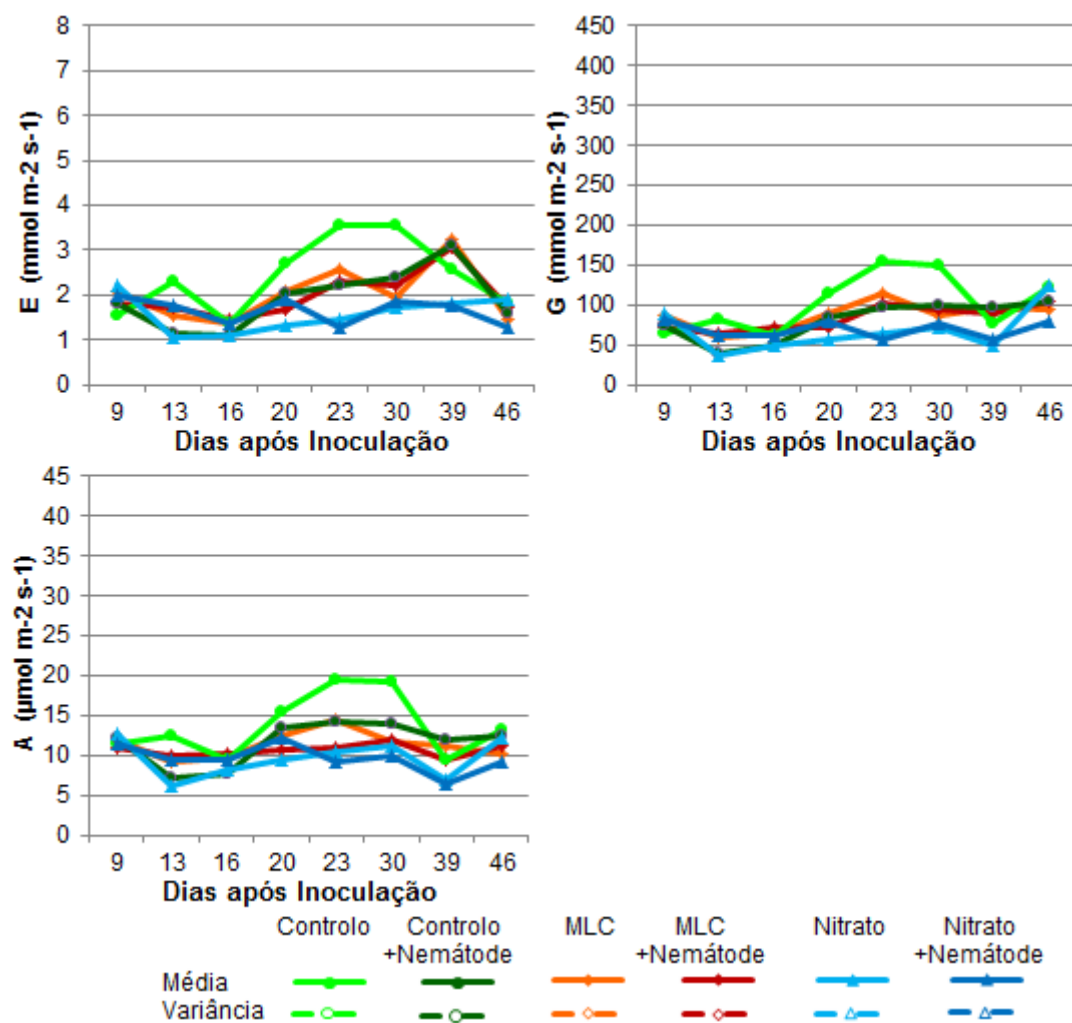 8
7
6
5
4
3
2
1
0
E (mmol m-2 s-1)
9 13 16 20 23 30 39 46
Dias após Inoculação
450
400
350
300
250
200
150
100
50
0
G (mmol m-2 s-1)
9 13 16 20 23 30 39 46
Dias após Inoculação
45
40
35
30
25
20
15
10
5
0
A (µmol m-2 s-1)
9 13 16 20 23 30 39 46
Dias após Inoculação
Controlo Controlo MLC MLC Nitrato Nitrato
+Nemátode +Nemátode +Nemátode
Média
Variância